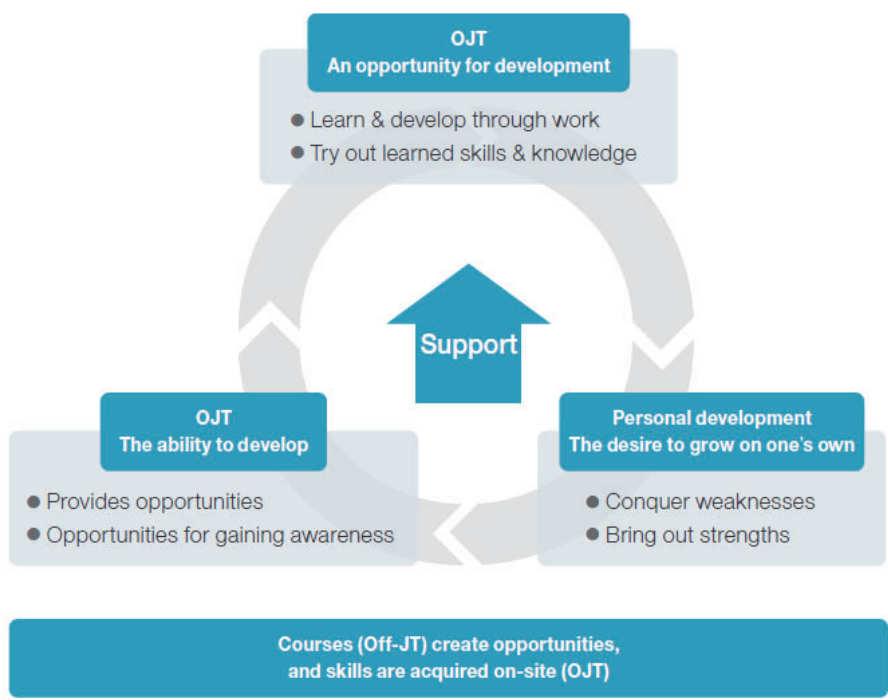 OJT
An opportunity for development
● Learn & develop through work
● Try out learned skills & knowledge
Support
OJT
The ability to develop
● Provides opportunities
● Opportunities for gaining awareness
Personal development
The desire to grow on one's own
● Conquer weaknesses
● Bring out strengths
Courses (Off-JT) create opportunities,
and skills are acquired on-site (OJT)